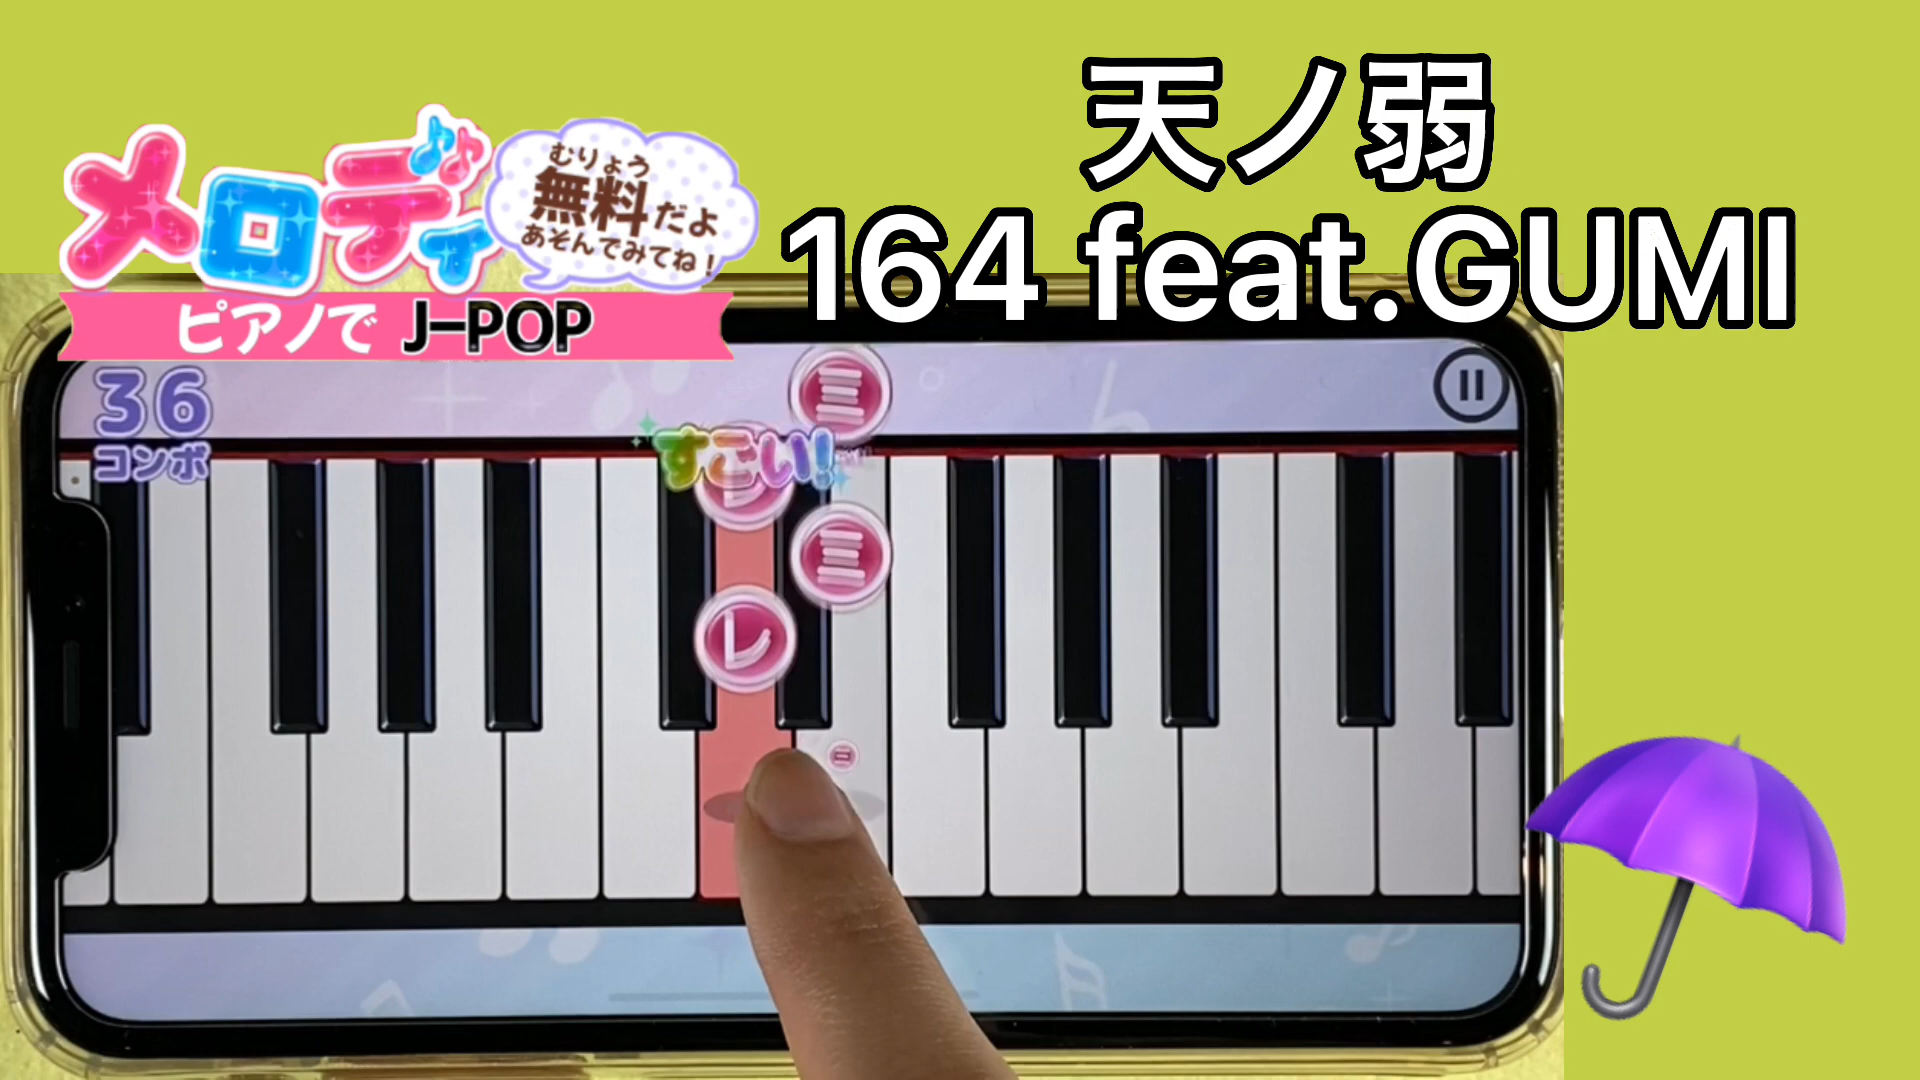 天ノ弱
164 feat.GUMI
メロディ
むりょう
無料だよ
あそんでみてね!
ピアノで J-POP
36
コンボ
すごい!
ミ
レ
ミ
レ
ミ